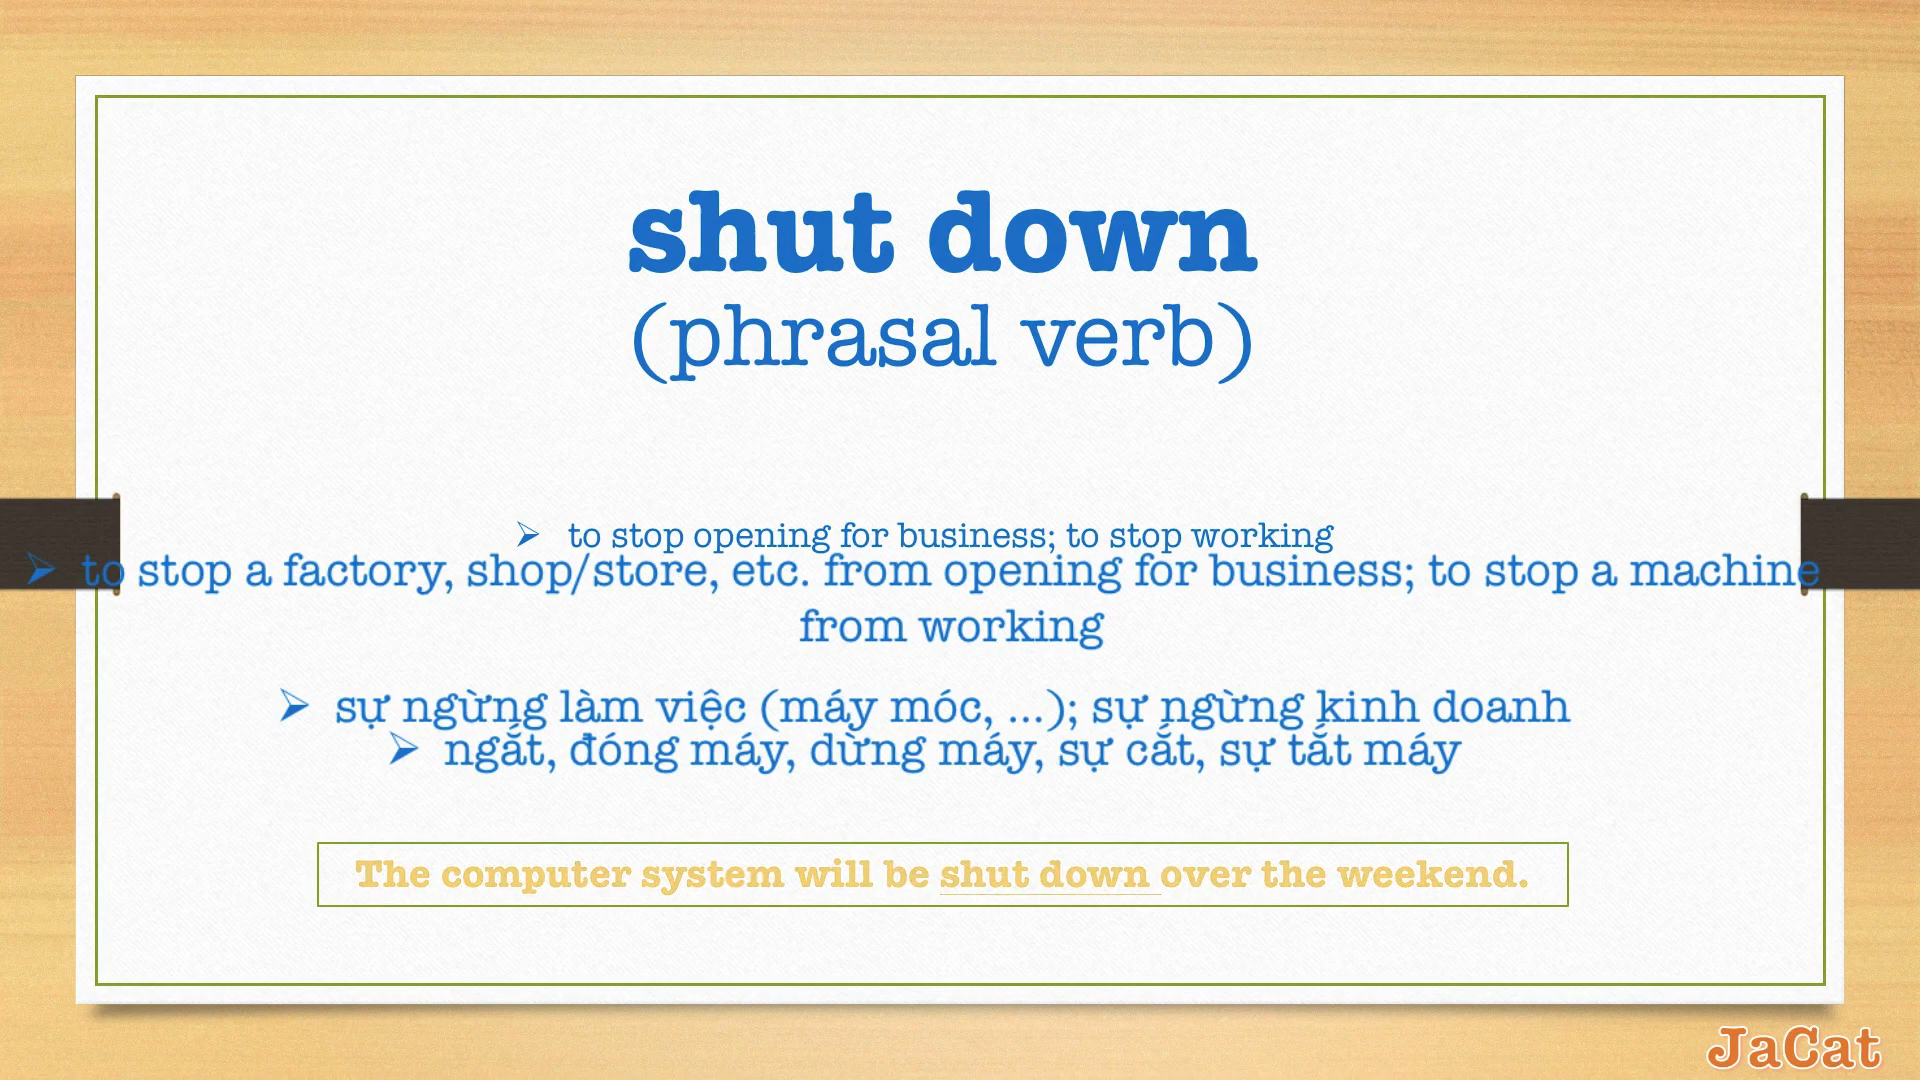 shut down
(phrasal verb)
➢ to stop opening for business; to stop working
➢ to stop a factory, shop/store, etc. from opening for business; to stop a machine
from working
➢ sự ngừng làm việc (máy móc, ...); sự ngừng kinh doanh
➢ ngắt, đóng máy, dừng máy, sự cắt, sự tắt máy
The computer system will be shut down over the weekend.
JaCat